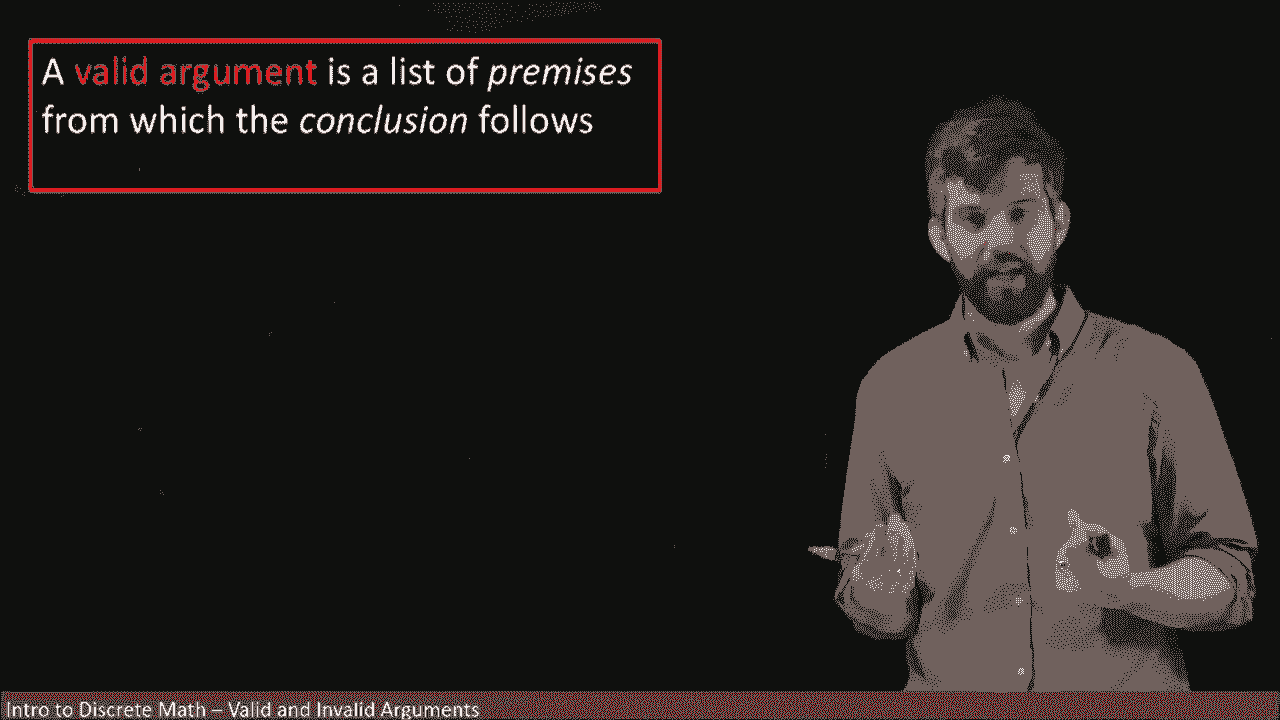 A valid argument is a list of premises
from which the conclusion follows
Intro to Discrete Math – Valid and Invalid Arguments